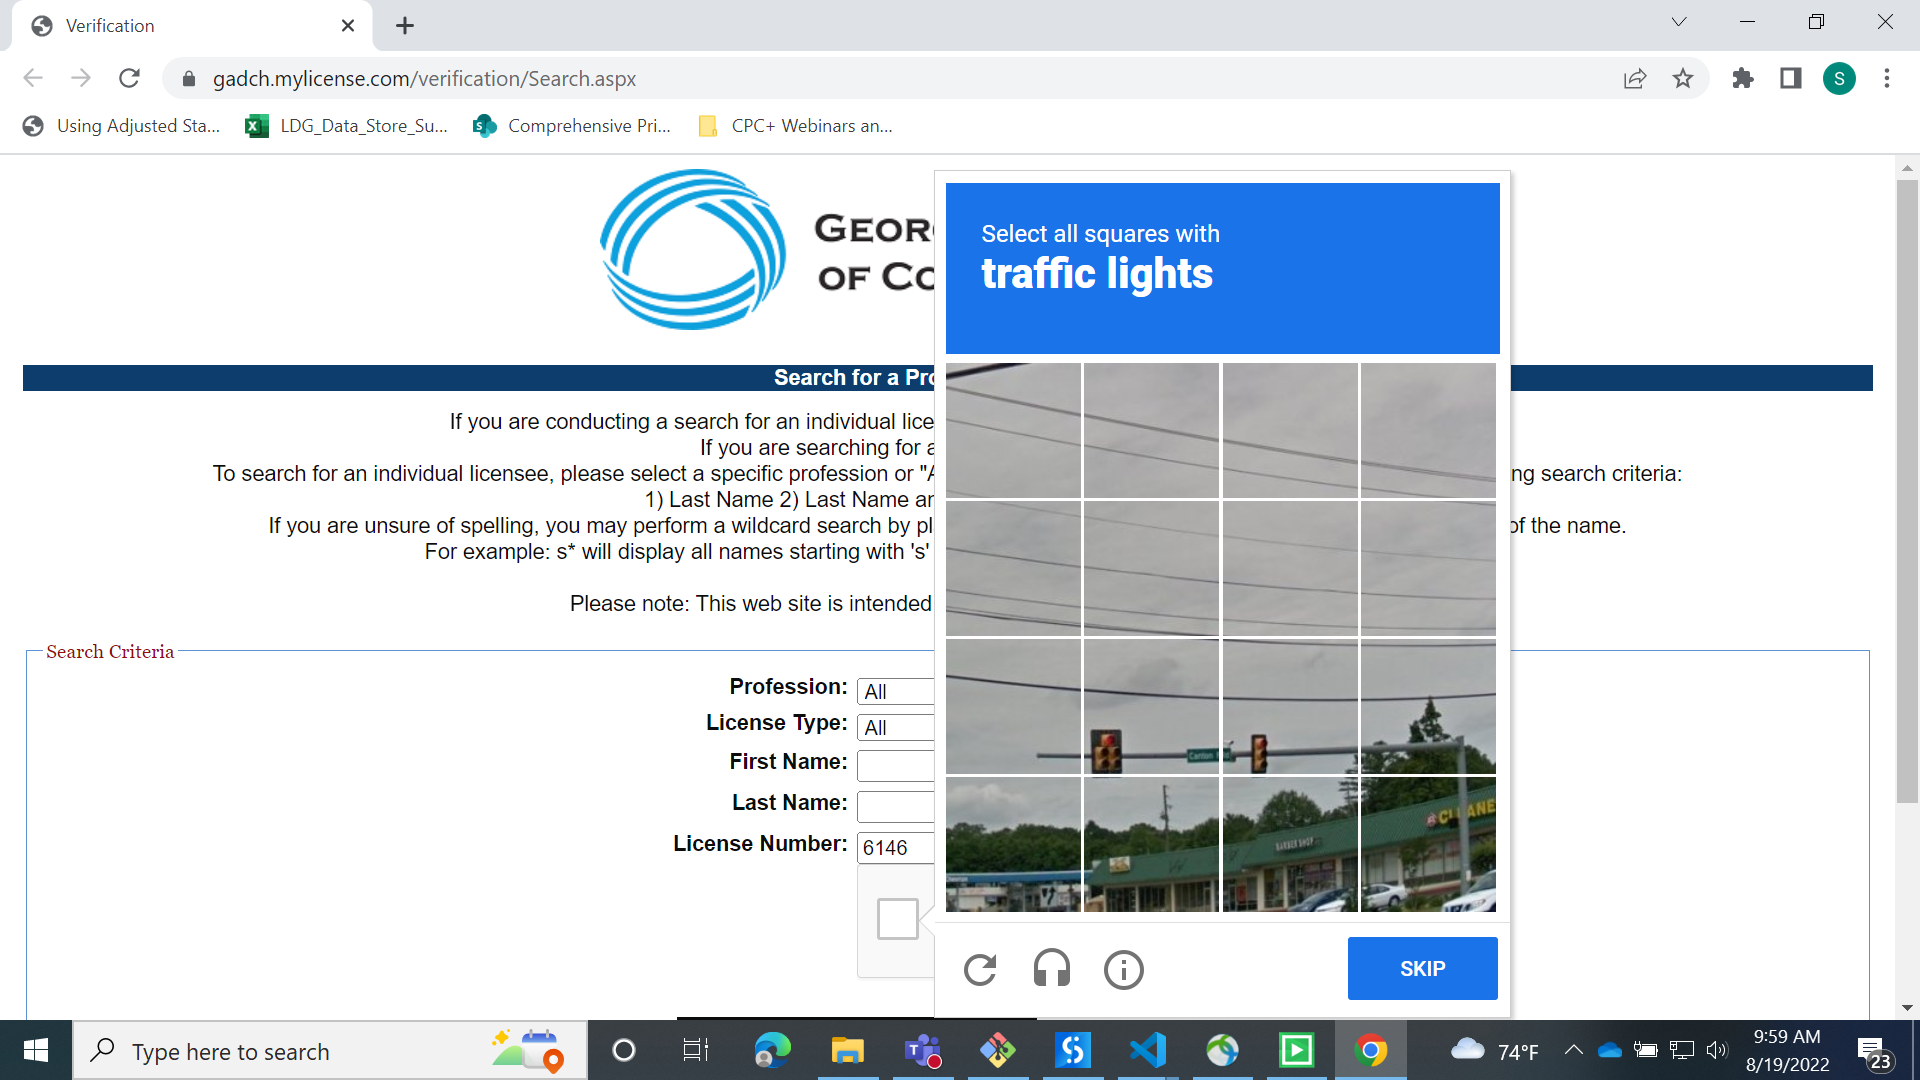 Verification
gadch.mylicense.com/verification/Search.aspx
S
Using Adjusted Sta...
LDG_Data_Store_Su...
Comprehensive Pri...
CPC+ Webinars an...
GEOR
OF CO
Select all squares with
traffic lights
Search for a Pro
If you are conducting a search for an individual lice
If you are searching for a
To search for an individual licensee, please select a specific profession or "A
ng search criteria:
1) Last Name 2) Last Name an
If you are unsure of spelling, you may perform a wildcard search by pl
of the name.
For example: s* will display all names starting with 's'
Please note: This web site is intended
Search Criteria
Profession: All
License Type: All
First Name:
Last Name:
License Number: 6146
BARBER SHOP
CLEANE
SKIP
Type here to search
74°F
9:59 AM
8/19/2022
23